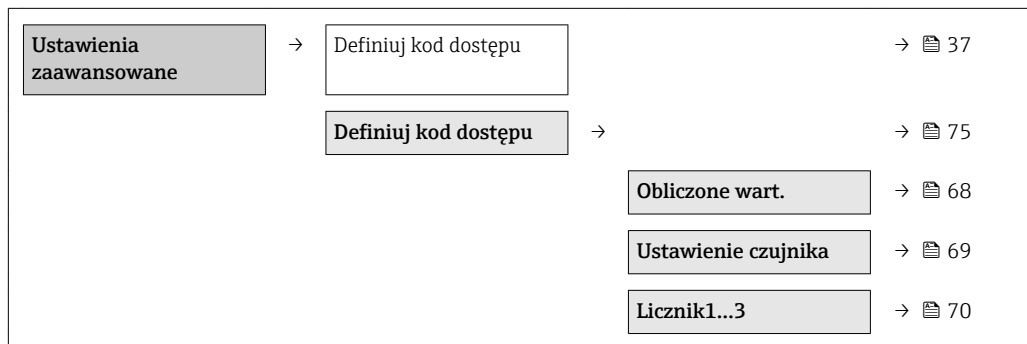 Ustawienia zaawansowane → Definiuj kod dostępu → 37
Definiuj kod dostępu → → 75
Obliczone wart. → 68
Ustawienie czujnika → 69
Licznik1...3 → 70